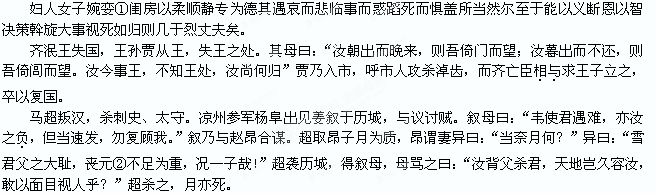 妇人女子婉娈①闺房以柔顺静专为德其遇哀而悲临事而惑蹈死而惧盖所当然尔至于能以义断恩以智
决策斡旋大事视死如归则几于烈丈夫矣。
齐泯王失国，王孙贾从王，失王之处。其母曰：“汝朝出而晚来，则吾倚门而望；汝暮出而不还，则
吾倚闾而望。汝今事王，不知王处，汝尚何归”贾乃入市，呼市人攻杀淖齿，而齐亡臣相与求王子立之，
卒以复国。
马超叛汉，杀刺史、太守。凉州参军杨阜出见姜叙于历城，与议讨贼。叙母曰：“韦使君遇难，亦汝
之负，但当速发，勿复顾我。”叙乃与赵昂合谋。超取昂子月为质，昂谓妻异曰：“当奈月何？”异曰：“雪
君父之大耻，丧元②不足为重，况一子哉！”超袭历城，得叙母，母骂之曰：“汝背父杀君，天地岂久容汝，
敢以面目视人乎？”超杀之，月亦死。